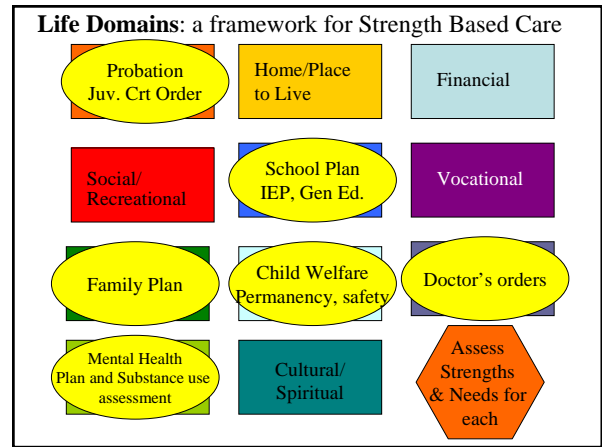 Life Domains: a framework for Strength Based Care
Probation
Juv. Crt Order
Home/Place
to Live
Financial
Social/
Recreational
School Plan
IEP, Gen Ed.
Vocational
Family Plan
Child Welfare
Permanency, safety
Doctor's orders
Mental Health
Plan and Substance use
assessment
Cultural/
Spiritual
Assess
Strengths
& Needs for
each